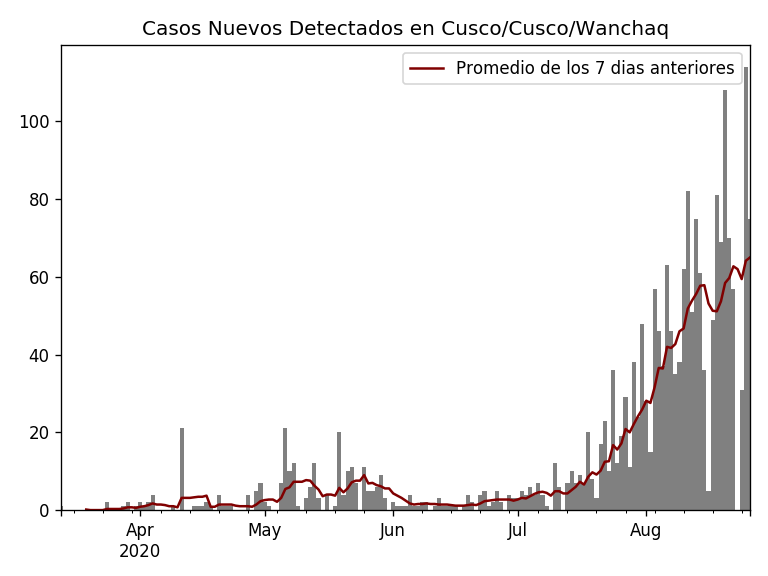 Casos Nuevos Detectados en Cusco/Cusco/Wanchaq
Promedio de los 7 dias anteriores
100
80
60
40
20
0
Apr May Jun Jul Aug
2020